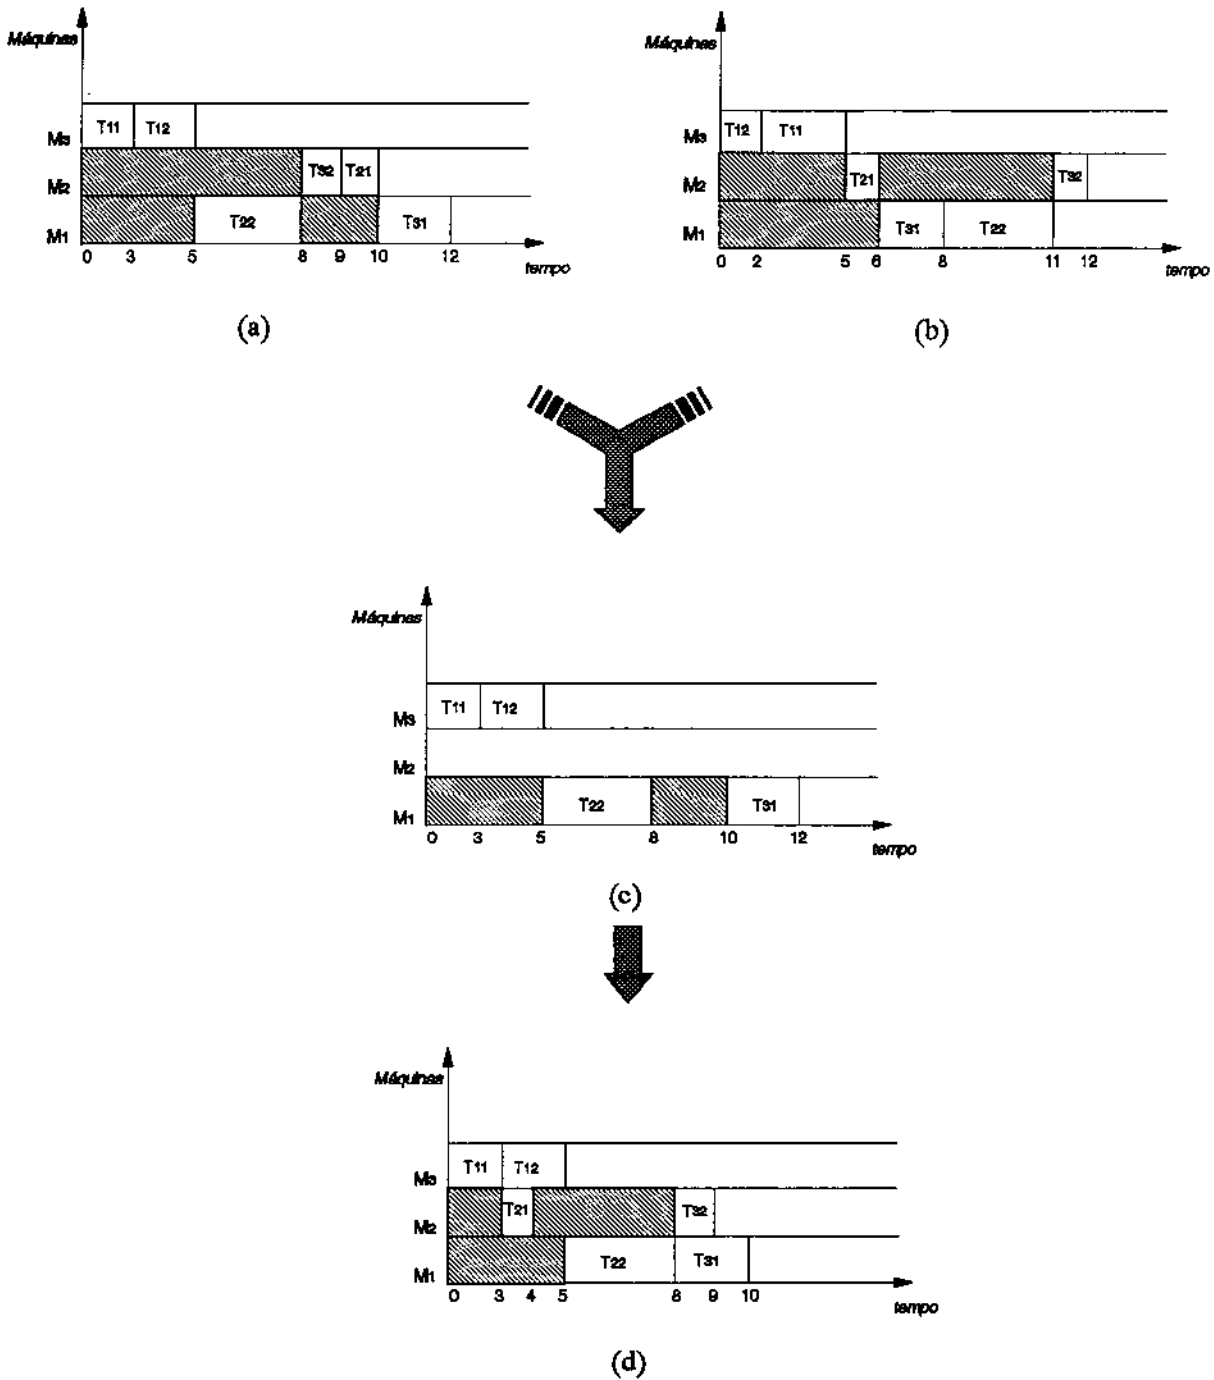 Máquinas
M3 T11 T12
M2 T32 T21
M1 T22 T31
0 3 5 8 9 10 12
tempo
(a)
Máquinas
M3 T12 T11
M2 T21 T32
M1 T31 T22
0 2 5 6 8 11 12
tempo
(b)
Máquinas
M3 T11 T12
M2
M1 T22 T31
0 3 5 8 10 12
tempo
(c)
Máquinas
M3 T11 T12
M2 T21 T32
M1 T22 T31
0 3 4 5 8 9 10
tempo
(d)